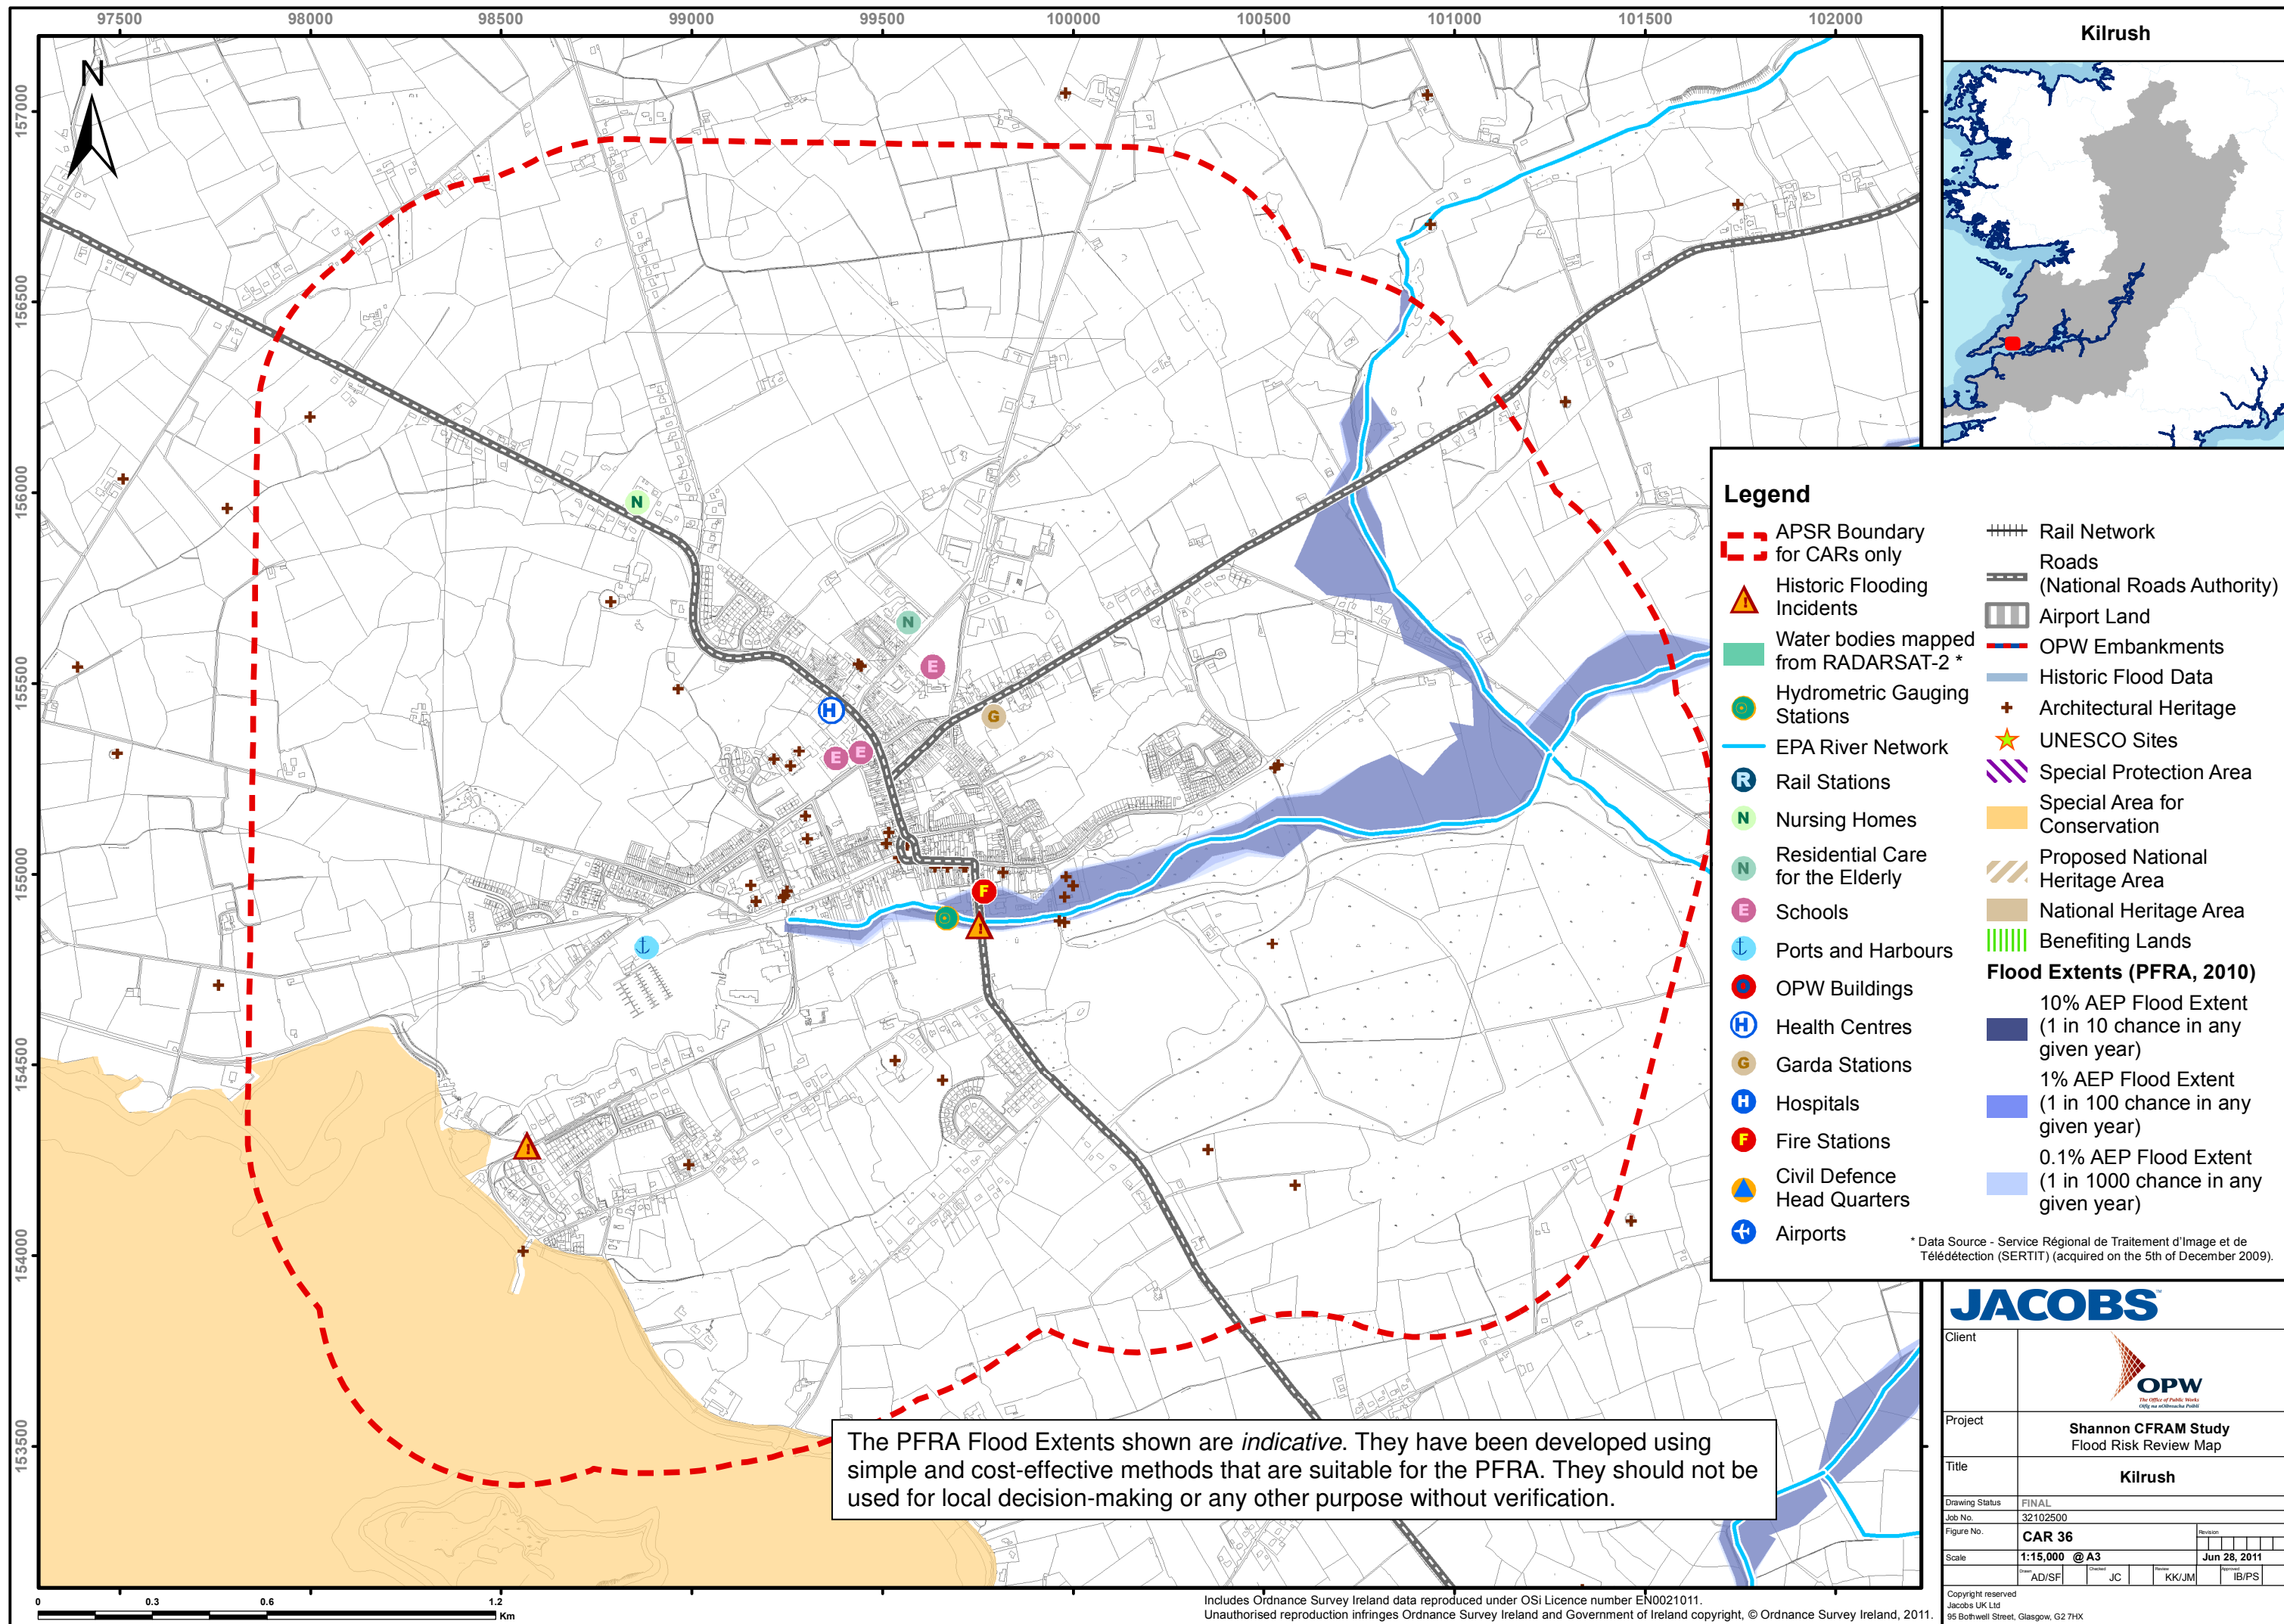 97500 98000 98500 99000 99500 100000 100500 101000 101500 102000
157000
156500
156000
155500
155000
154500
154000
153500
N
N
N
E
G
H
E E
F
Kilrush
Legend
APSR Boundary
for CARs only
Historic Flooding
Incidents
Water bodies mapped
from RADARSAT-2 *
Hydrometric Gauging
Stations
EPA River Network
R Rail Stations
N Nursing Homes
N Residential Care
for the Elderly
E Schools
Ports and Harbours
OPW Buildings
H Health Centres
G Garda Stations
H Hospitals
F Fire Stations
Civil Defence
Head Quarters
Airports
Rail Network
Roads
(National Roads Authority)
Airport Land
OPW Embankments
Historic Flood Data
Architectural Heritage
UNESCO Sites
Special Protection Area
Special Area for
Conservation
Proposed National
Heritage Area
National Heritage Area
Benefiting Lands
Flood Extents (PFRA, 2010)
10% AEP Flood Extent
(1 in 10 chance in any
given year)
1% AEP Flood Extent
(1 in 100 chance in any
given year)
0.1% AEP Flood Extent
(1 in 1000 chance in any
given year)
* Data Source - Service Régional de Traitement d'Image et de
Télédétection (SERTIT) (acquired on the 5th of December 2009).
The PFRA Flood Extents shown are indicative. They have been developed using
simple and cost-effective methods that are suitable for the PFRA. They should not be
used for local decision-making or any other purpose without verification.
JACOBS
Client
OPW
The Office of Public Works
Oifig na nOibreacha Poiblí
Project
Shannon CFRAM Study
Flood Risk Review Map
Title
Kilrush
Drawing Status FINAL
Job No. 32102500
Figure No. CAR 36 Revision
Scale 1:15,000 @ A3 Jun 28, 2011
Drawn AD/SF Checked JC Review KK/JM Approved IB/PS
Copyright reserved
Jacobs UK Ltd
95 Bothwell Street, Glasgow, G2 7HX
0 0.3 0.6 1.2
Km
Includes Ordnance Survey Ireland data reproduced under OSi Licence number EN0021011.
Unauthorised reproduction infringes Ordnance Survey Ireland and Government of Ireland copyright, © Ordnance Survey Ireland, 2011.